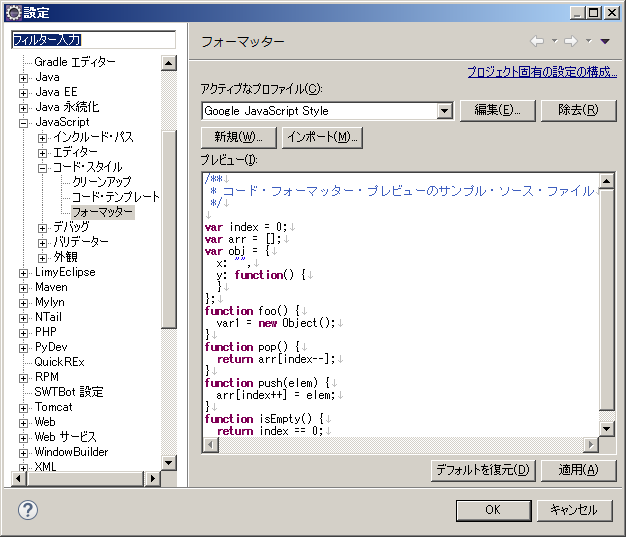 設定
フィルター入力
Gradle エディター
Java
Java EE
Java 永続化
JavaScript
インクルード・パス
エディター
コード・スタイル
クリーンアップ
コード・テンプレート
フォーマッター
デバッグ
バリデーター
外観
LimyEclipse
Maven
Mylyn
NTail
PHP
PyDev
QuickREx
RPM
SWTBot 設定
Tomcat
Web
Web サービス
WindowBuilder
XML
フォーマッター
プロジェクト固有の設定の構成...
アクティブなプロファイル(C):
Google JavaScript Style
編集(E)...
除去(R)
新規(W)...
インポート(M)...
プレビュー(I):
/**↓
 * コード・フォーマッター・プレビューのサンプル・ソース・ファイル
 */↓
↓
var index = 0;↓
var arr = [];↓
var obj = {↓
  x: "",↓
  y: function() {↓
  }↓
};↓
function foo() {↓
  var1 = new Object();↓
}↓
function pop() {↓
  return arr[index--];↓
}↓
function push(elem) {↓
  arr[index++] = elem;↓
}↓
function isEmpty() {↓
  return index == 0;↓
デフォルトを復元(D)
適用(A)
?
OK
キャンセル